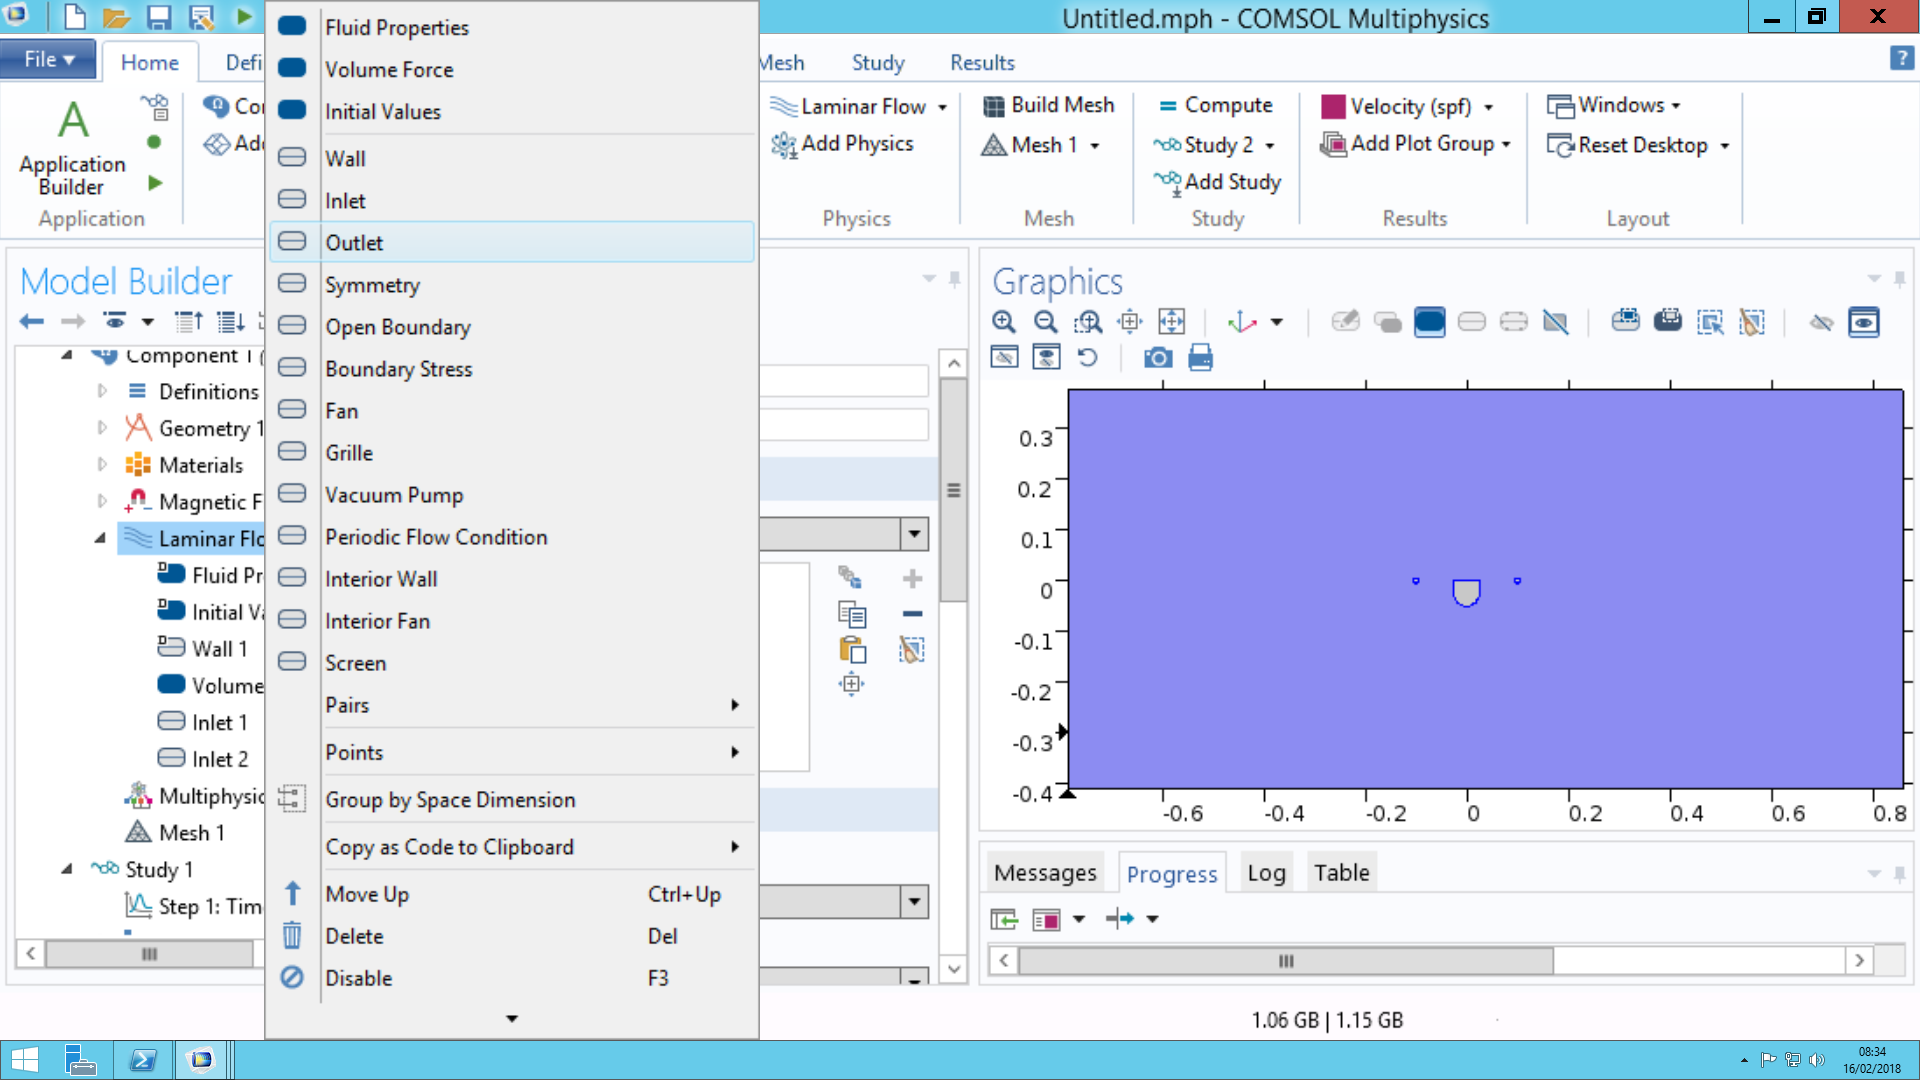 Untitled.mph - COMSOL Multiphysics
File
Home
Defi
Mesh
Study
Results
Application
Builder
Application
Laminar Flow
Add Physics
Physics
Build Mesh
Mesh 1
Mesh
Compute
Study 2
Add Study
Study
Velocity (spf)
Add Plot Group
Results
Windows
Reset Desktop
Layout
Fluid Properties
Volume Force
Initial Values
Wall
Inlet
Outlet
Symmetry
Open Boundary
Boundary Stress
Fan
Grille
Vacuum Pump
Periodic Flow Condition
Interior Wall
Interior Fan
Screen
Pairs
Points
Group by Space Dimension
Copy as Code to Clipboard
Move Up Ctrl+Up
Delete Del
Disable F3
Model Builder
Component 1 (
Definitions
Geometry 1
Materials
Magnetic F
Laminar Flo
Fluid Pr
Initial Va
Wall 1
Volume
Inlet 1
Inlet 2
Multiphysic
Mesh 1
Study 1
Step 1: Tim
Graphics
0.3
0.2
0.1
0
-0.1
-0.2
-0.3
-0.4
-0.6 -0.4 -0.2 0 0.2 0.4 0.6 0.8
Messages Progress Log Table
1.06 GB | 1.15 GB
08:34
16/02/2018